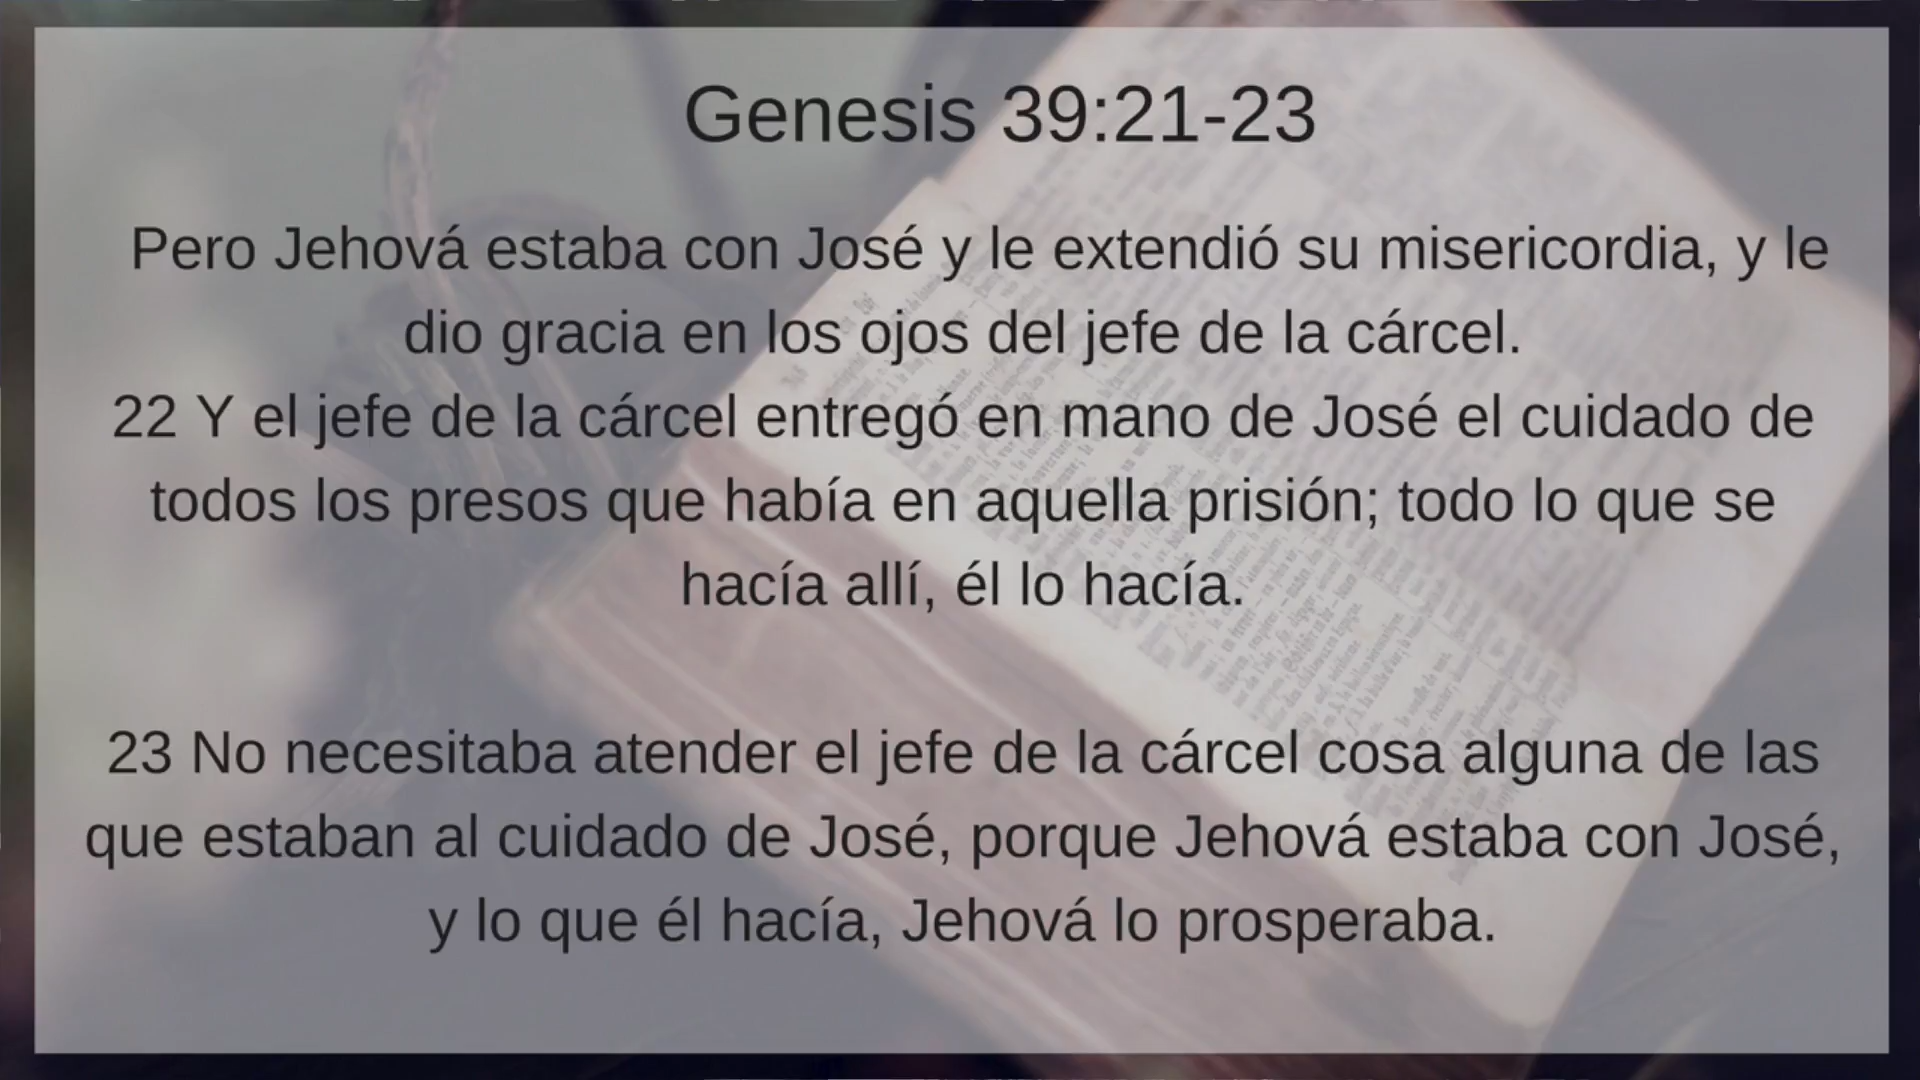 Genesis 39:21-23
Pero Jehová estaba con José y le extendió su misericordia, y le
dio gracia en los ojos del jefe de la cárcel.
22 Y el jefe de la cárcel entregó en mano de José el cuidado de
todos los presos que había en aquella prisión; todo lo que se
hacía allí, él lo hacía.
23 No necesitaba atender el jefe de la cárcel cosa alguna de las
que estaban al cuidado de José, porque Jehová estaba con José,
y lo que él hacía, Jehová lo prosperaba.